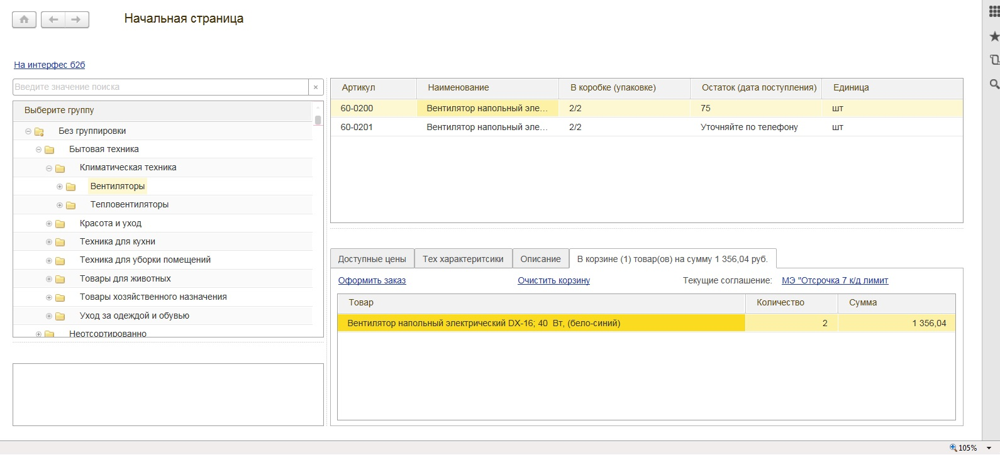 Начальная страница
На интерфес б2б
Введите значение поиска
×
Выберите группу
Без группировки
Бытовая техника
Климатическая техника
Вентиляторы
Тепловентиляторы
Красота и уход
Техника для кухни
Техника для уборки помещений
Товары для животных
Товары хозяйственного назначения
Уход за одеждой и обувью
Неотсортированно
Артикул Наименование В коробке (упаковке) Остаток (дата поступления) Единица
60-0200 Вентилятор напольный эле... 2/2 75 шт
60-0201 Вентилятор напольный эле... 2/2 Уточняйте по телефону шт
Доступные цены Тех характеритсики Описание В корзине (1) товар(ов) на сумму 1 356,04 руб.
Оформить заказ Очистить корзину Текущие соглашение: МЭ "Отсрочка 7 к/д лимит
Товар Количество Сумма
Вентилятор напольный электрический DX-16; 40 Вт, (бело-синий) 2 1 356,04
105%